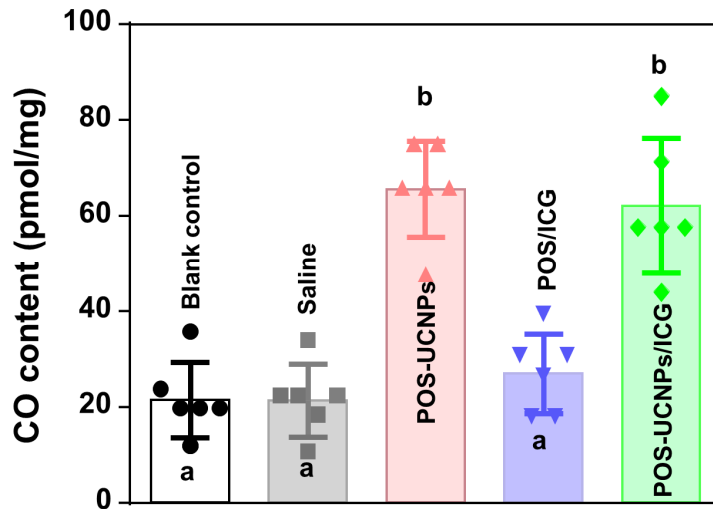 CO content (pmol/mg)
100
80
60
40
20
0
Blank control
a
Saline
a
b
POS-UCNPs
POS/ICG
a
b
POS-UCNPs/ICG